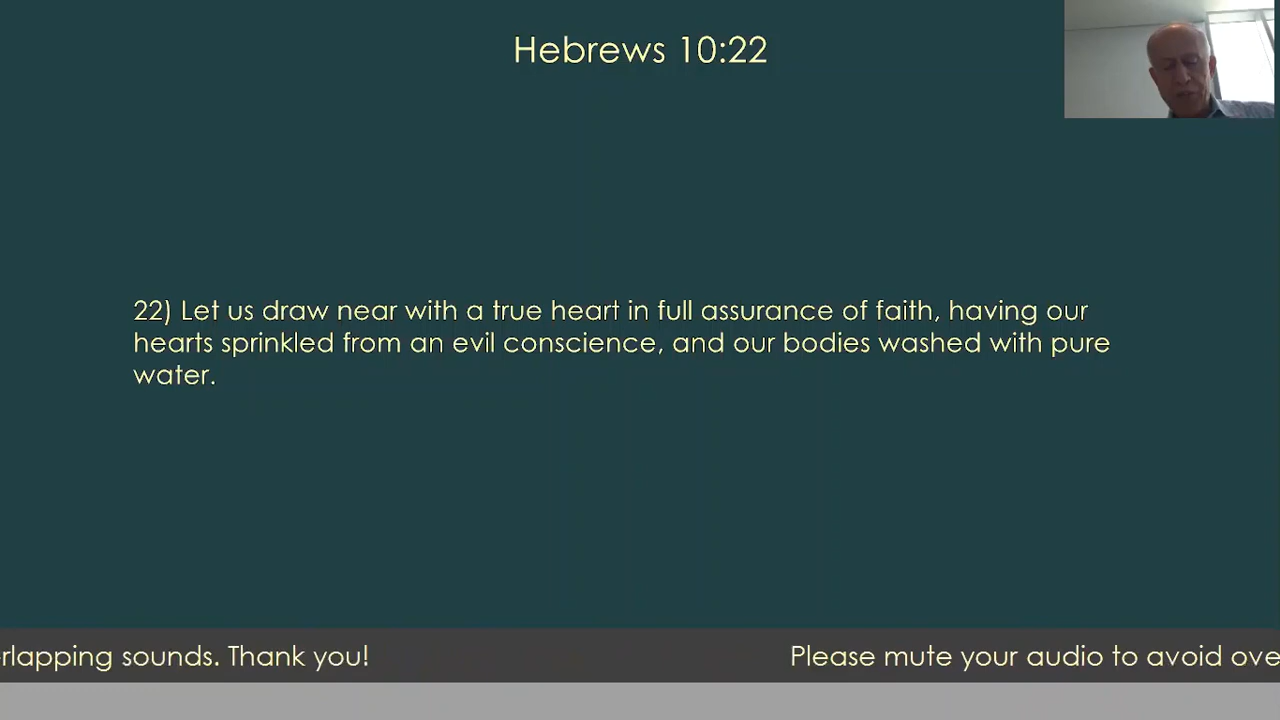 Hebrews 10:22
22) Let us draw near with a true heart in full assurance of faith, having our
hearts sprinkled from an evil conscience, and our bodies washed with pure
water.
rlapping sounds. Thank you!
Please mute your audio to avoid ove